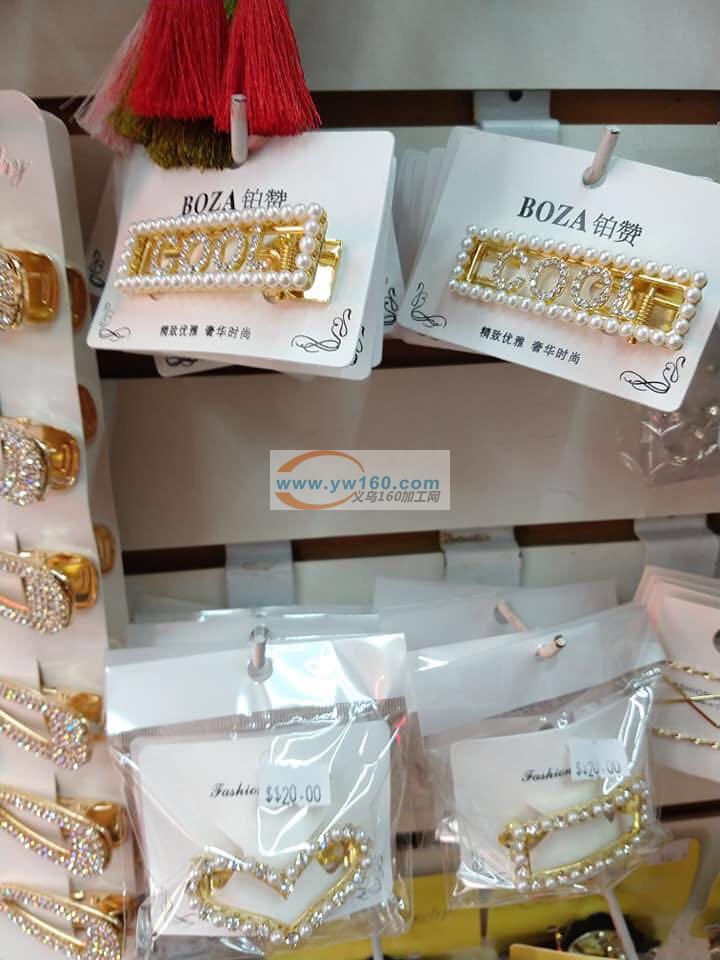 BOZA 铂赞
COOL
精致优雅 奢华时尚
BOZA 铂赞
COOL
精致优雅 奢华时尚
www.yw160.com
义乌160加工网
Fashion
$$20.00
Fashion
$$20.00